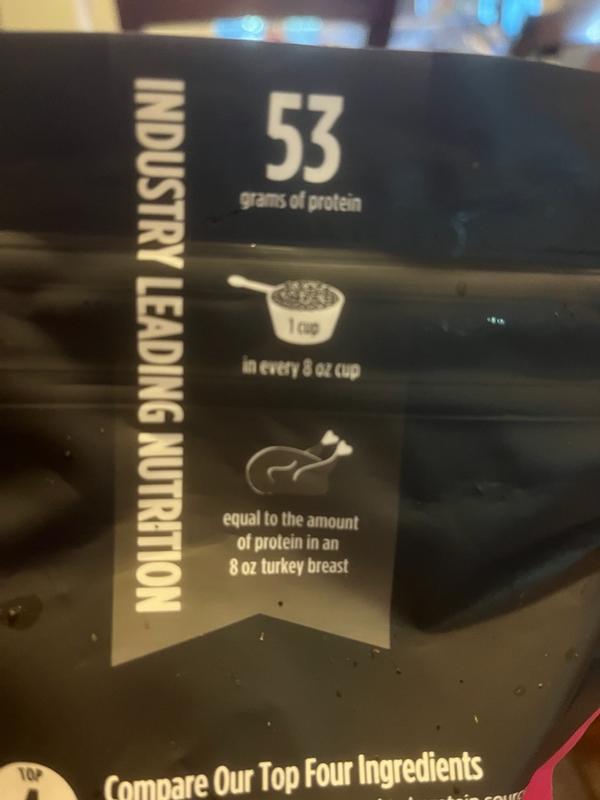 INDUSTRY LEADING NUTRITION
53
grams of protein
1 cup
in every 8 oz cup
equal to the amount
of protein in an
8 oz turkey breast
TOP
Compare Our Top Four Ingredients